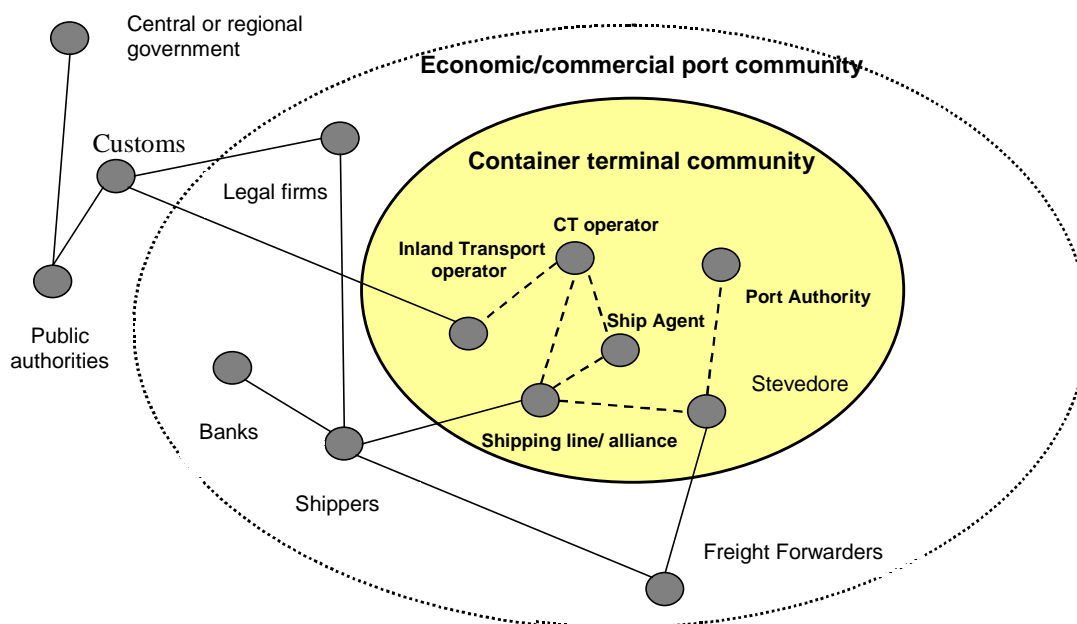 Central or regional
government
Economic/commercial port community
Customs
Container terminal community
Legal firms
CT operator
Inland Transport
operator
Port Authority
Ship Agent
Public
authorities
Stevedore
Banks
Shipping line/ alliance
Shippers
Freight Forwarders